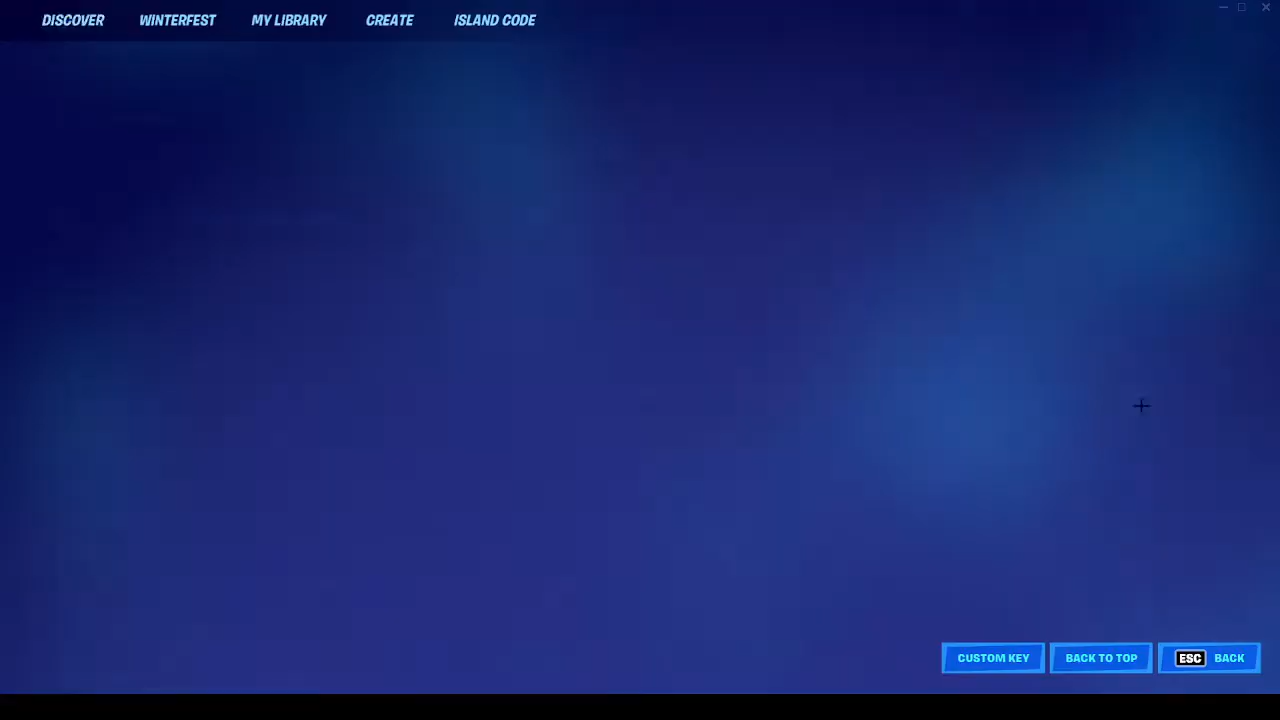 DISCOVER WINTERFEST MY LIBRARY CREATE ISLAND CODE
CUSTOM KEY BACK TO TOP ESC BACK